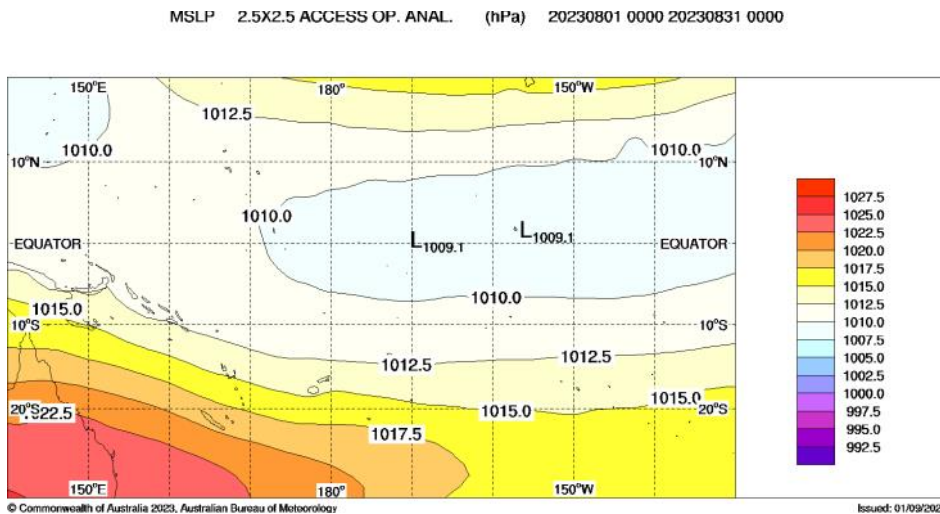 MSLP 2.5X2.5 ACCESS OP. ANAL. (hPa) 20230801 0000 20230831 0000
150°E 180° 150°W
1012.5
1010.0 1010.0
10°N 10°N
1010.0
L1009.1
EQUATOR L1009.1 EQUATOR
1010.0
1015.0
10°S 10°S
1012.5 1012.5
1015.0 1015.0
20°S 20°S
1017.5
150°E 180° 150°W
1027.5
1025.0
1022.5
1020.0
1017.5
1015.0
1012.5
1010.0
1007.5
1005.0
1002.5
1000.0
997.5
995.0
992.5
© Commonwealth of Australia 2023, Australian Bureau of Meteorology
Issued: 01/09/202